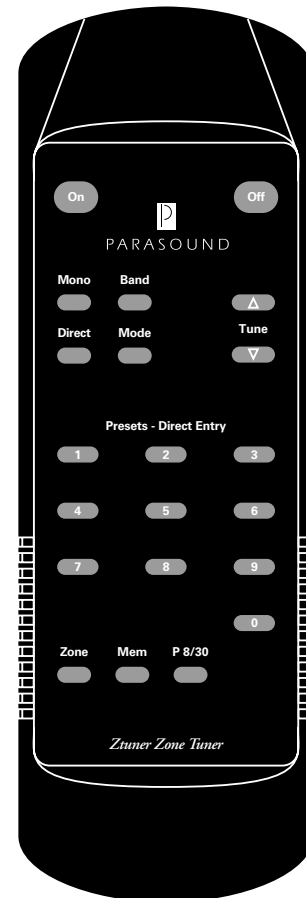 On Off
P
PARASOUND
Mono Band
Direct Mode Tune
Presets - Direct Entry
1 2 3
4 5 6
7 8 9
0
Zone Mem P 8/30
Ztuner Zone Tuner